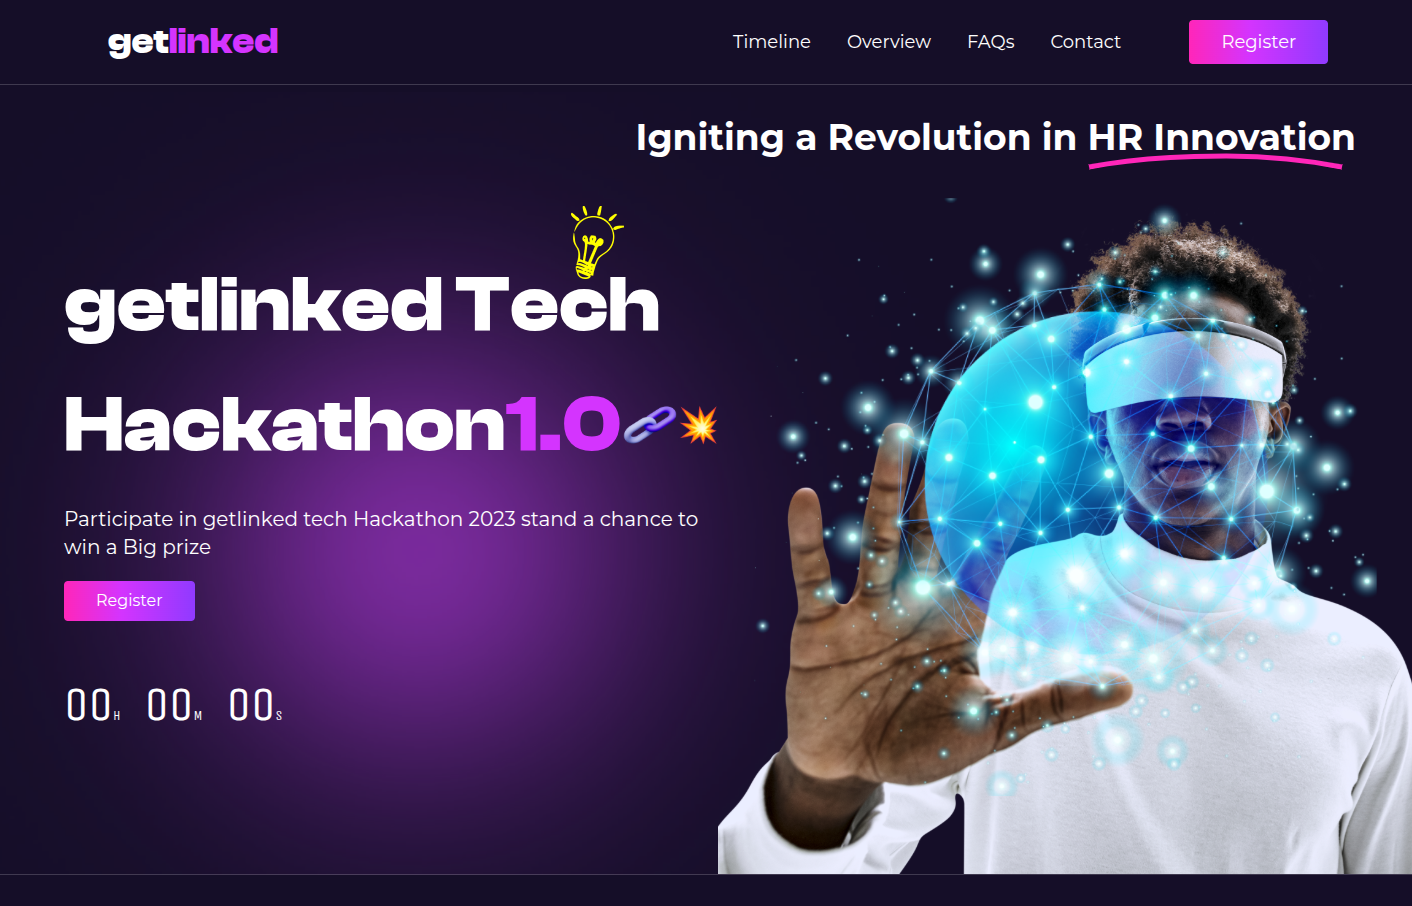 getlinked
Timeline Overview FAQs Contact Register
Igniting a Revolution in HR Innovation
getlinked Tech
Hackathon1.0
Participate in getlinked tech Hackathon 2023 stand a chance to
win a Big prize
Register
00H 00M 00S